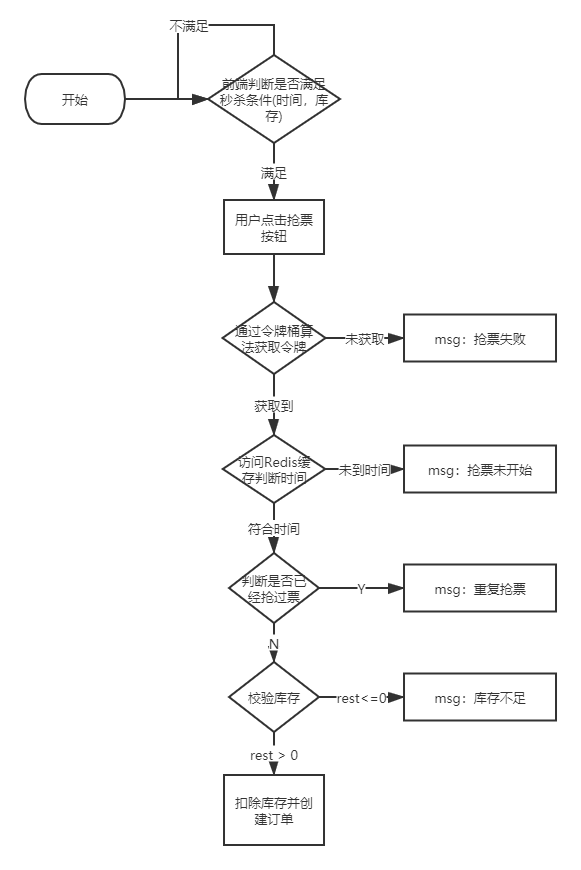 不满足
开始
前端判断是否满足
秒杀条件(时间，库
存)
满足
用户点击抢票
按钮
通过令牌桶算
法获取令牌
未获取
msg：抢票失败
获取到
访问Redis缓
存判断时间
未到时间
msg：抢票未开始
符合时间
判断是否已
经抢过票
Y
msg：重复抢票
N
校验库存
rest<=0
msg：库存不足
rest > 0
扣除库存并创
建订单